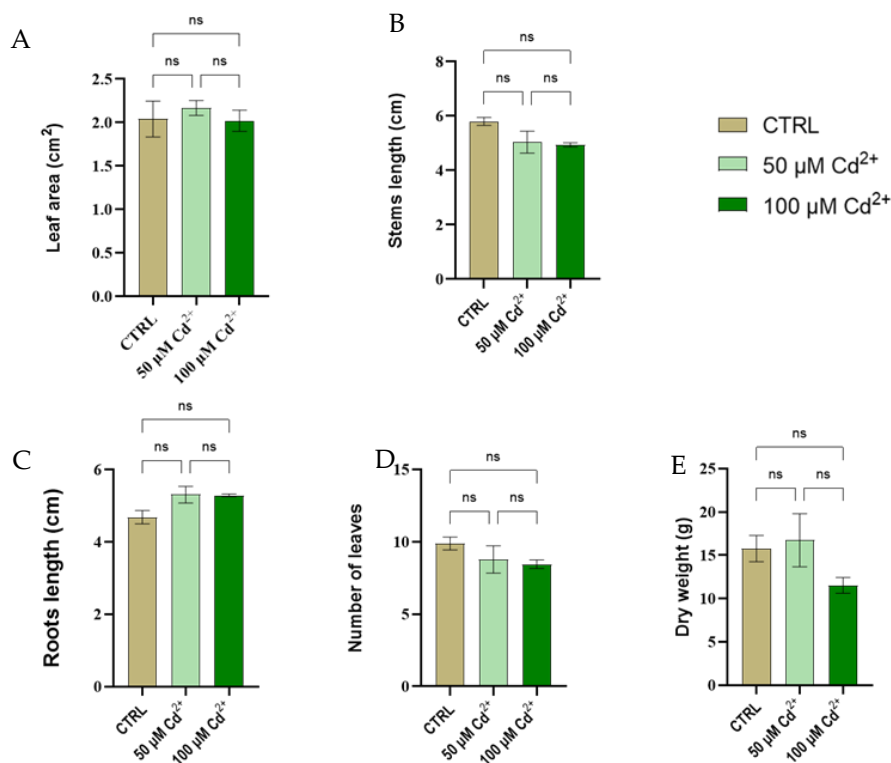 A
ns
ns
ns
Leaf area (cm²)
2.5
2.0
1.5
1.0
0.5
0.0
CTRL
50 µM Cd²⁺
100 µM Cd²⁺
B
ns
ns
ns
Stems length (cm)
8
6
4
2
0
CTRL
50 µM Cd²⁺
100 µM Cd²⁺
CTRL
50 µM Cd²⁺
100 µM Cd²⁺
C
ns
ns
ns
Roots length (cm)
6
4
2
0
CTRL
50 µM Cd²⁺
100 µM Cd²⁺
D
ns
ns
ns
Number of leaves
15
10
5
0
CTRL
50 µM Cd²⁺
100 µM Cd²⁺
E
ns
ns
ns
Dry weight (g)
25
20
15
10
5
0
CTRL
50 µM Cd²⁺
100 µM Cd²⁺